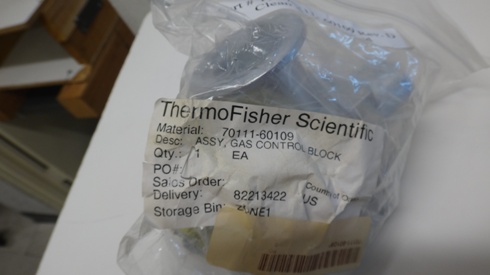 ThermoFisher Scientific
Material: 70111-60109
Desc: ASSY, GAS CONTROL BLOCK
Qty.: 1 EA
PO#:
Sales Order:
Delivery: 82213422 US
Storage Bin: